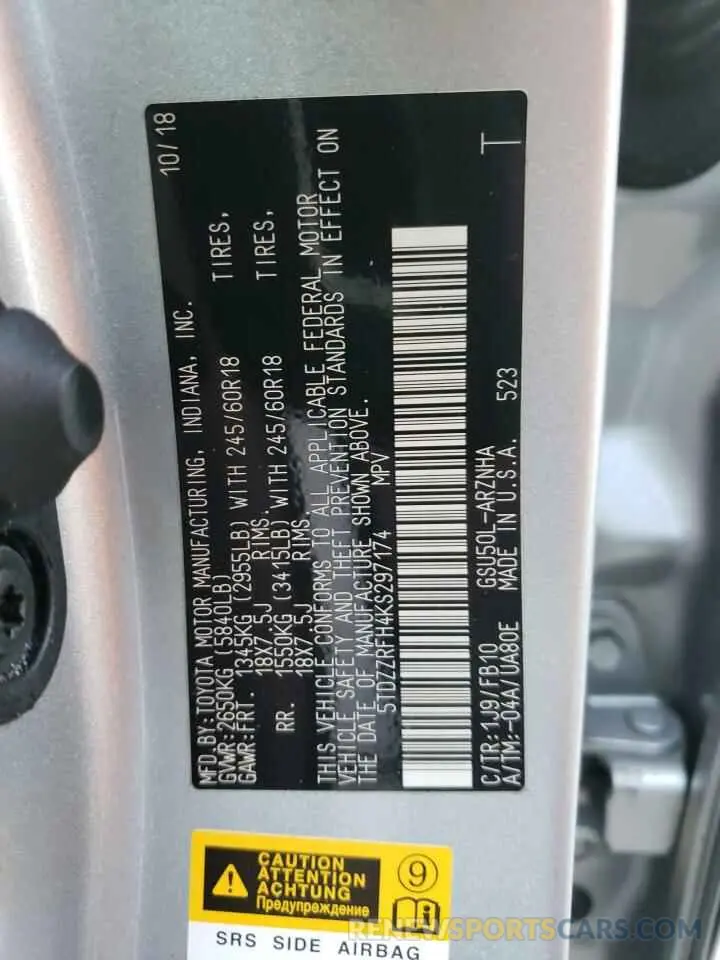 MFD.BY:TOYOTA MOTOR MANUFACTURING, INDIANA, INC. 10/18
GVWR:2650KG (5840LB)
GAWR:FRT. 1345KG (2955LB) WITH 245/60R18 TIRES,
18X7.5J RIMS
RR. 1550KG (3415LB) WITH 245/60R18 TIRES,
18X7.5J RIMS
THIS VEHICLE CONFORMS TO ALL APPLICABLE FEDERAL MOTOR
VEHICLE SAFETY AND THEFT PREVENTION STANDARDS IN EFFECT ON
THE DATE OF MANUFACTURE SHOWN ABOVE.
5TDZZRFH4KS297174 MPV
T
C/TR:1J9/FB10 GSU50L-ARZNHA
A/TM:-04A/UA80E MADE IN U.S.A. 523
CAUTION
ATTENTION
ACHTUNG
Предупреждение
9
SRS SIDE AIRBAG
RENEWSPORTSCARS.COM